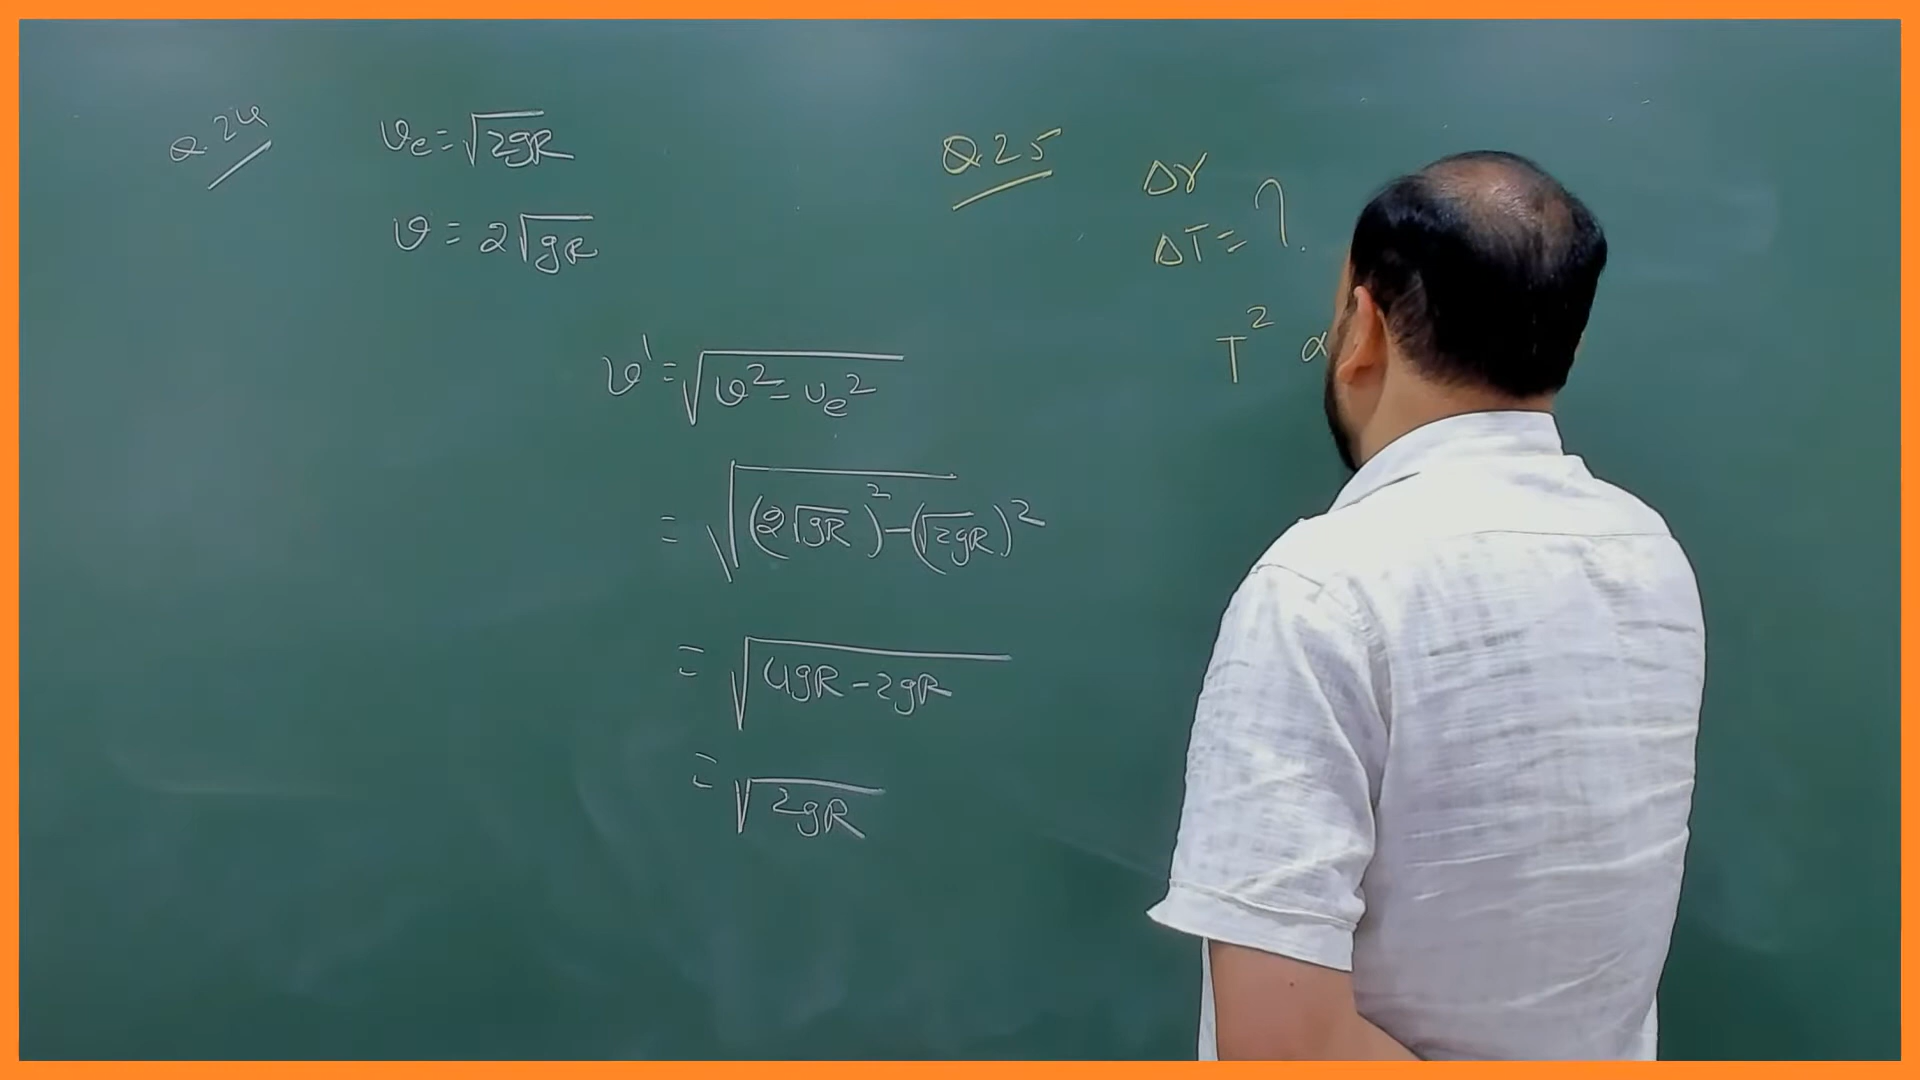 Q.24
ve = √2gR
v = 2√gR
v' = √v² - ve²
= √(2√gR)² - (√2gR)²
= √4gR - 2gR
= √2gR
Q.25
Δr
ΔT = ?
T² α